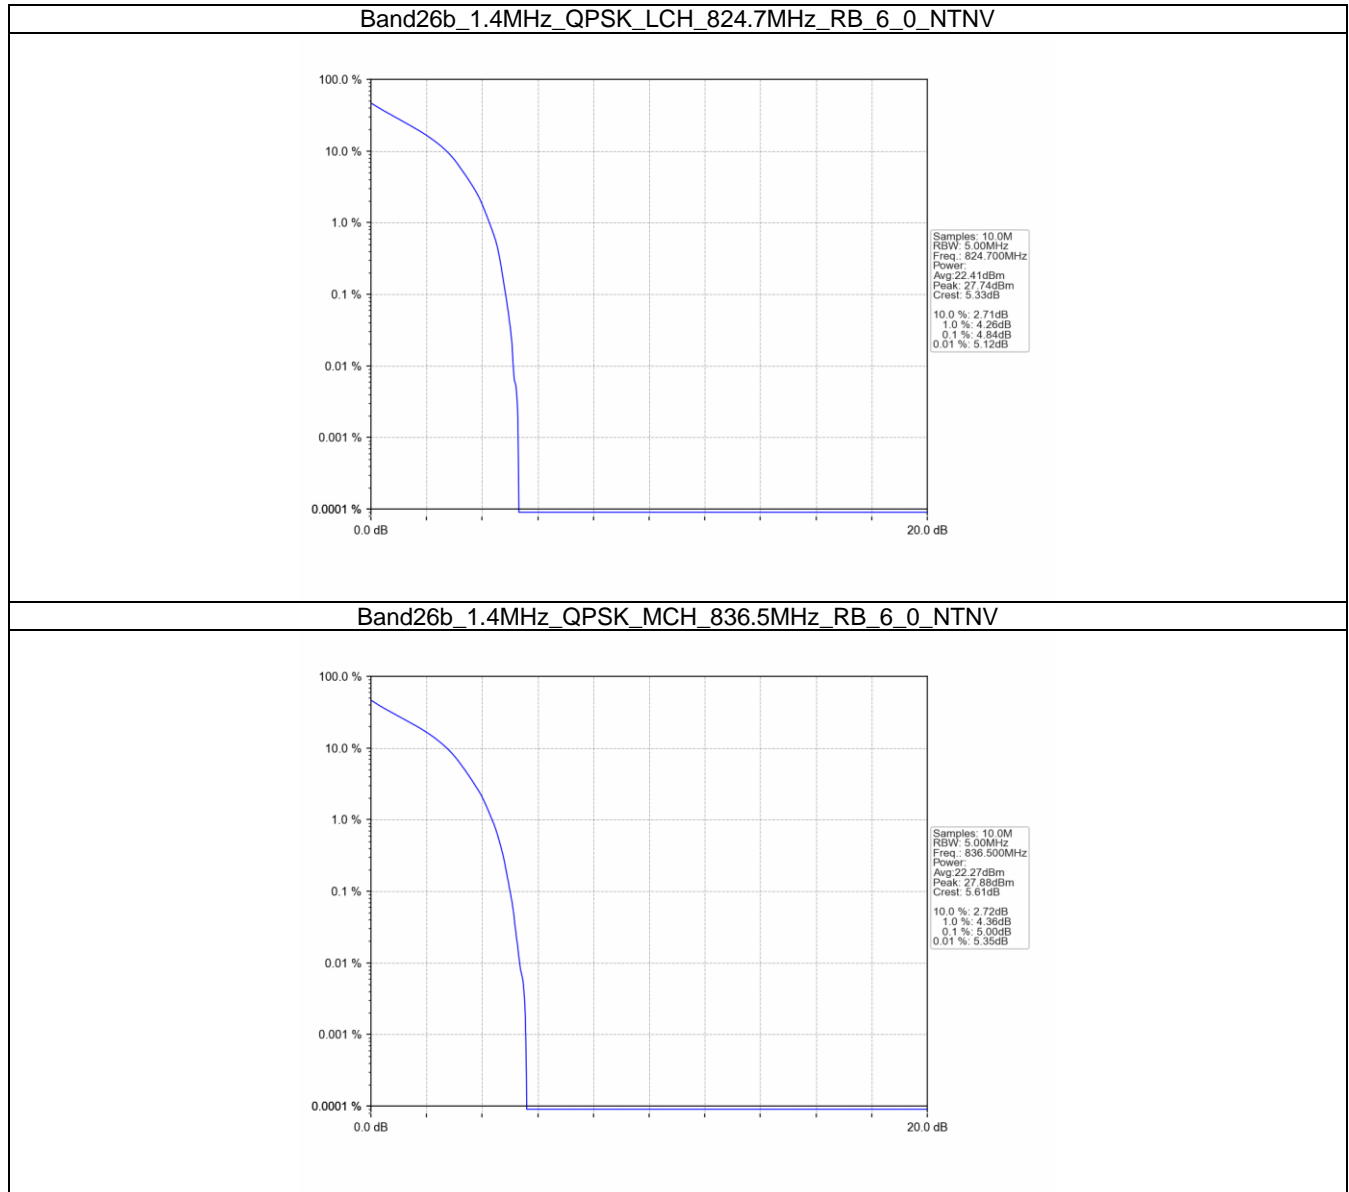 Band26b_1.4MHz_QPSK_LCH_824.7MHz_RB_6_0_NTNV
100.0 %
10.0 %
1.0 %
0.1 %
0.01 %
0.001 %
0.0001 %
0.0 dB
20.0 dB
Samples: 10.0M
RBW: 5.00MHz
Freq.: 824.700MHz
Power:
Avg:22.41dBm
Peak: 27.74dBm
Crest: 5.33dB
10.0 %: 2.71dB
1.0 %: 4.26dB
0.1 %: 4.84dB
0.01 %: 5.12dB
Band26b_1.4MHz_QPSK_MCH_836.5MHz_RB_6_0_NTNV
100.0 %
10.0 %
1.0 %
0.1 %
0.01 %
0.001 %
0.0001 %
0.0 dB
20.0 dB
Samples: 10.0M
RBW: 5.00MHz
Freq.: 836.500MHz
Power:
Avg:22.27dBm
Peak: 27.88dBm
Crest: 5.61dB
10.0 %: 2.72dB
1.0 %: 4.36dB
0.1 %: 5.00dB
0.01 %: 5.35dB